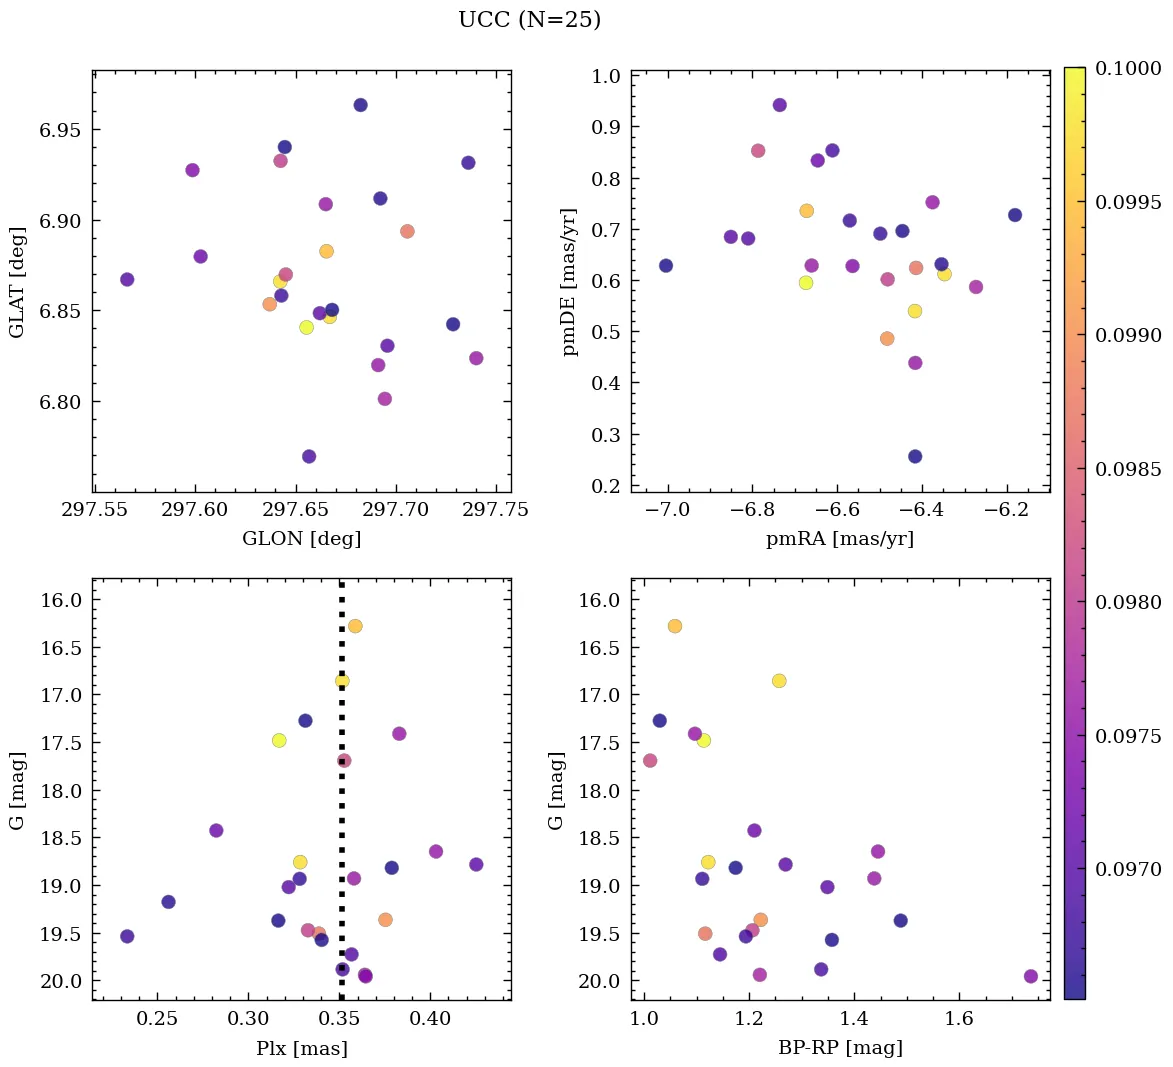 UCC (N=25)
6.95
6.90
6.85
6.80
GLAT [deg]
297.55 297.60 297.65 297.70 297.75
GLON [deg]
1.0
0.9
0.8
0.7
0.6
0.5
0.4
0.3
0.2
pmDE [mas/yr]
−7.0 −6.8 −6.6 −6.4 −6.2
pmRA [mas/yr]
0.1000
0.0995
0.0990
0.0985
0.0980
0.0975
0.0970
16.0
16.5
17.0
17.5
18.0
18.5
19.0
19.5
20.0
G [mag]
0.25 0.30 0.35 0.40
Plx [mas]
16.0
16.5
17.0
17.5
18.0
18.5
19.0
19.5
20.0
G [mag]
1.0 1.2 1.4 1.6
BP-RP [mag]